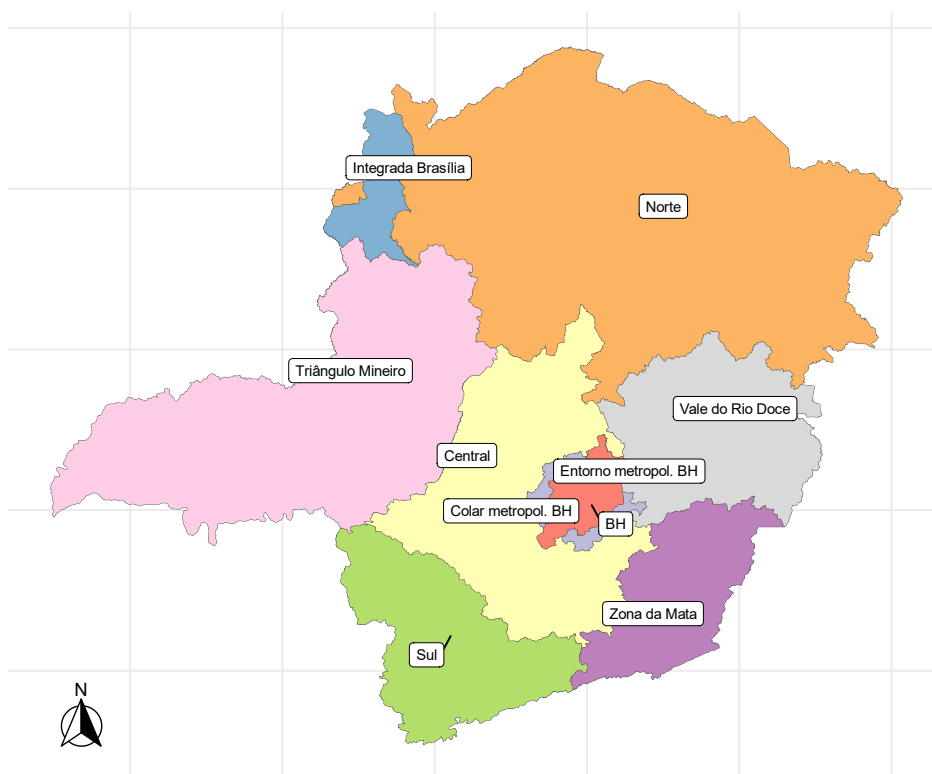 Integrada Brasília
Norte
Triângulo Mineiro
Vale do Rio Doce
Central
Entorno metropol. BH
Colar metropol. BH
BH
Zona da Mata
Sul
N